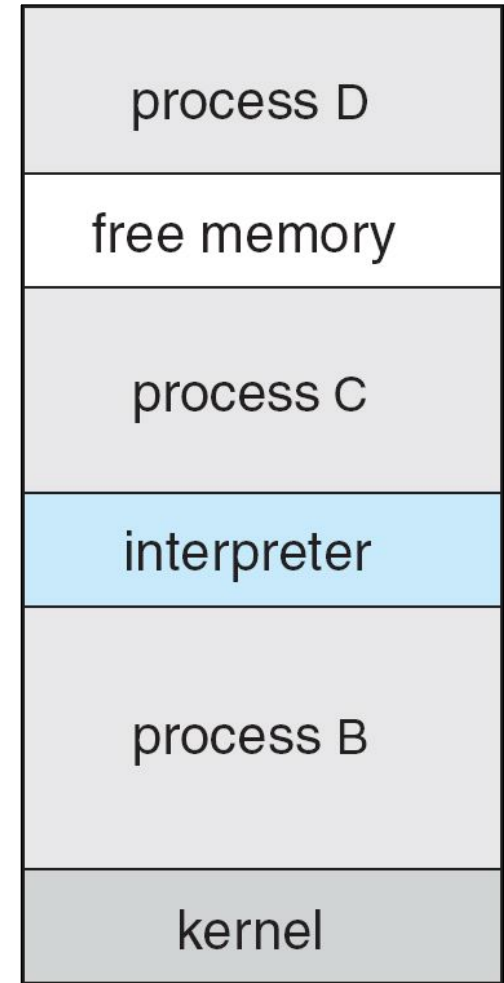 process D
free memory
process C
interpreter
process B
kernel